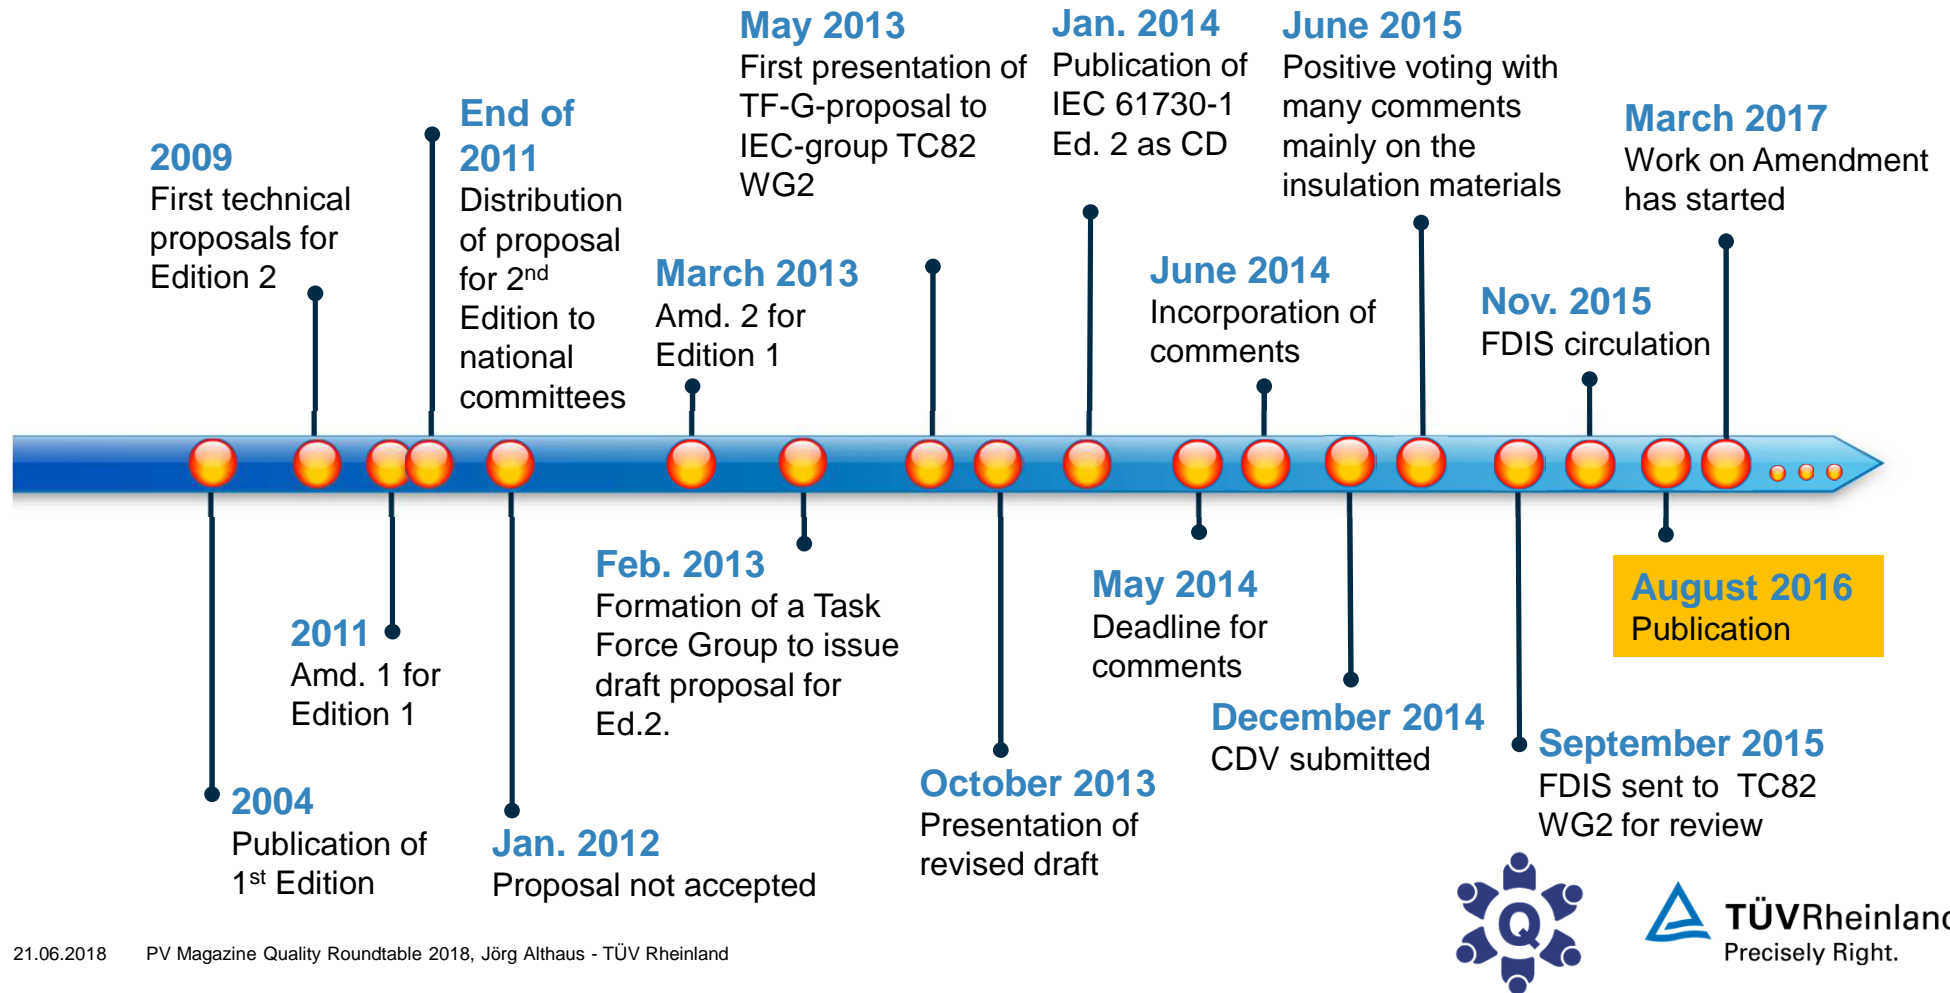 May 2013
First presentation of
TF-G-proposal to
IEC-group TC82
WG2
Jan. 2014
Publication of
IEC 61730-1
Ed. 2 as CD
June 2015
Positive voting with
many comments
mainly on the
insulation materials
End of
2011
Distribution
of proposal
for 2nd
Edition to
national
committees
March 2017
Work on Amendment
has started
2009
First technical
proposals for
Edition 2
March 2013
Amd. 2 for
Edition 1
June 2014
Incorporation of
comments
Nov. 2015
FDIS circulation
2011
Amd. 1 for
Edition 1
Feb. 2013
Formation of a Task
Force Group to issue
draft proposal for
Ed.2.
May 2014
Deadline for
comments
August 2016
Publication
December 2014
CDV submitted
September 2015
FDIS sent to TC82
WG2 for review
October 2013
Presentation of
revised draft
2004
Publication of
1st Edition
Jan. 2012
Proposal not accepted
Q
TÜVRheinland
Precisely Right.
21.06.2018 PV Magazine Quality Roundtable 2018, Jörg Althaus - TÜV Rheinland